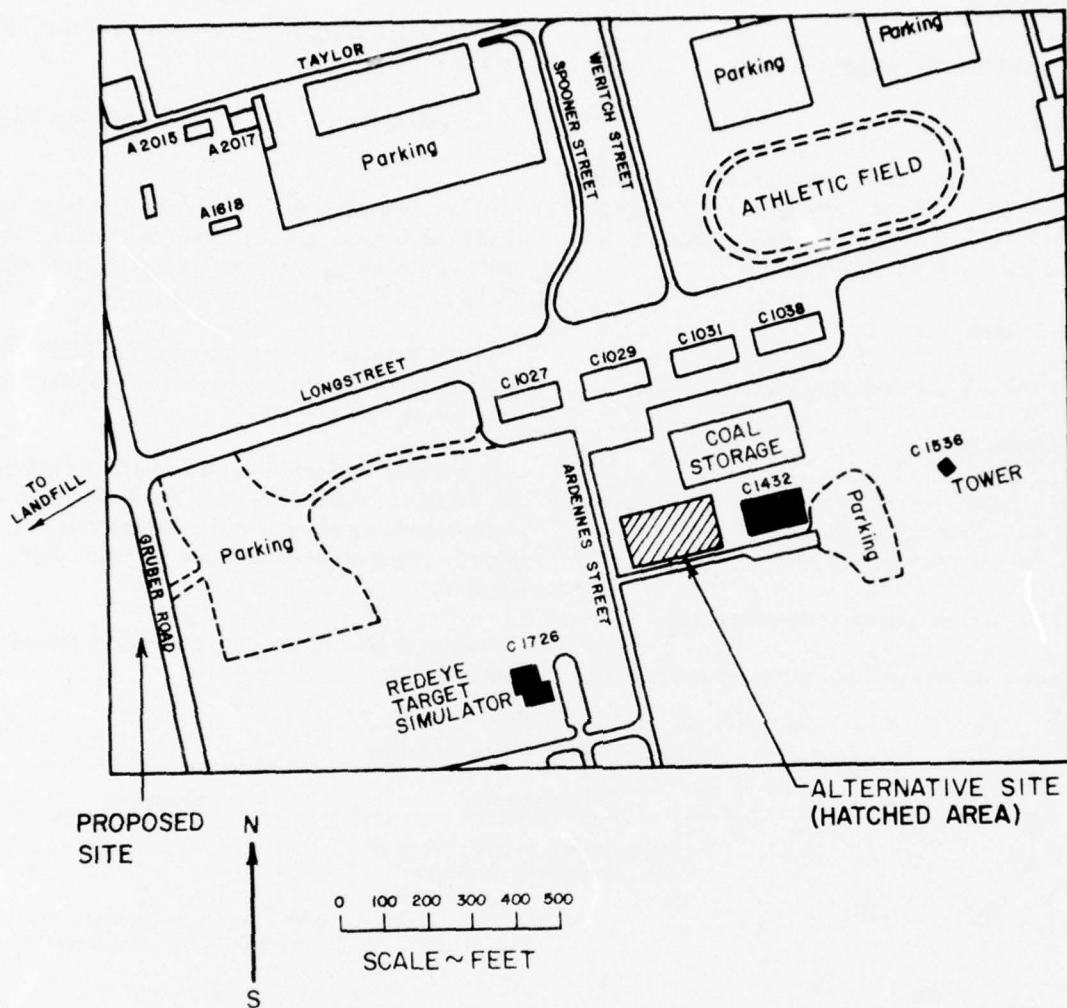 TAYLOR
Parking
Parking
Parking
SPOONER STREET
WERITCH STREET
A2015
A2017
A1618
ATHLETIC FIELD
LONGSTREET
C1027
C1029
C1031
C1038
COAL
STORAGE
C1536
TOWER
C1432
Parking
TO
LANDFILL
GRUBER ROAD
Parking
ARDENNES STREET
C1726
REDEYE
TARGET
SIMULATOR
ALTERNATIVE SITE
(HATCHED AREA)
PROPOSED
SITE
N
S
0 100 200 300 400 500
SCALE ~ FEET